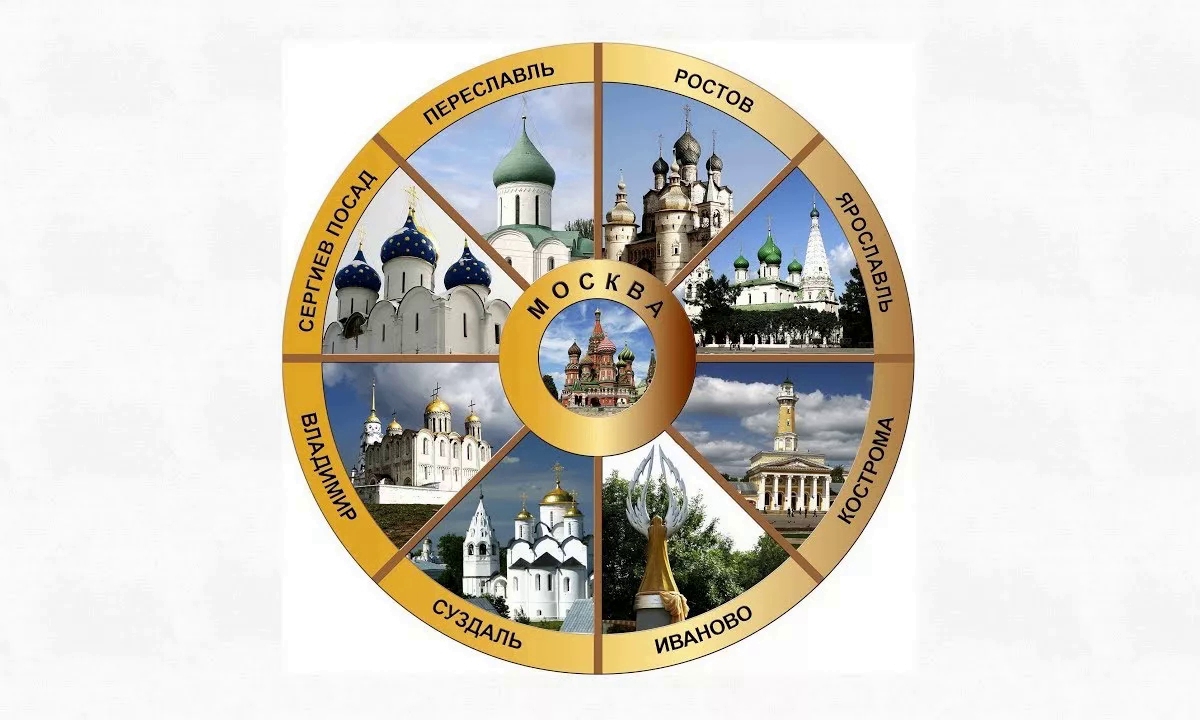 ПЕРЕСЛАВЛЬ
РОСТОВ
ЯРОСЛАВЛЬ
КОСТРОМА
ИВАНОВО
СУЗДАЛЬ
ВЛАДИМИР
СЕРГИЕВ ПОСАД
МОСКВА